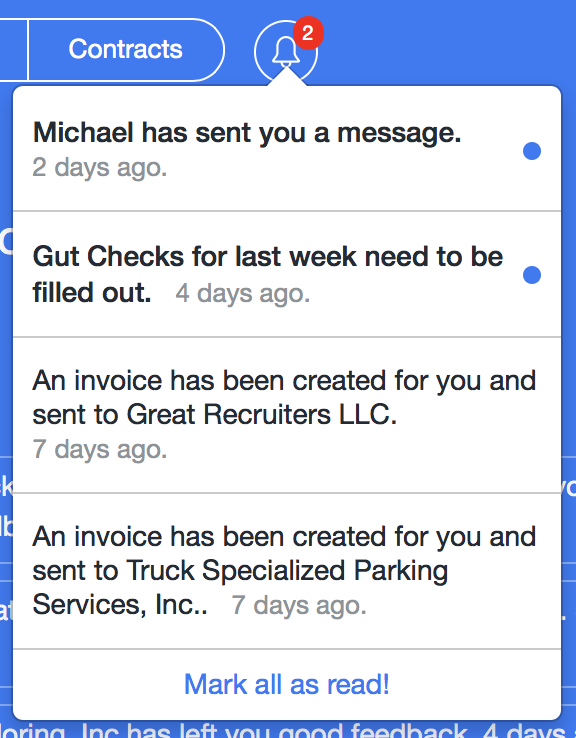 Contracts
2
Michael has sent you a message.
2 days ago.
Gut Checks for last week need to be
filled out. 4 days ago.
An invoice has been created for you and
sent to Great Recruiters LLC.
7 days ago.
An invoice has been created for you and
sent to Truck Specialized Parking
Services, Inc.. 7 days ago.
Mark all as read!
Inc has left you good feedback. 4 days